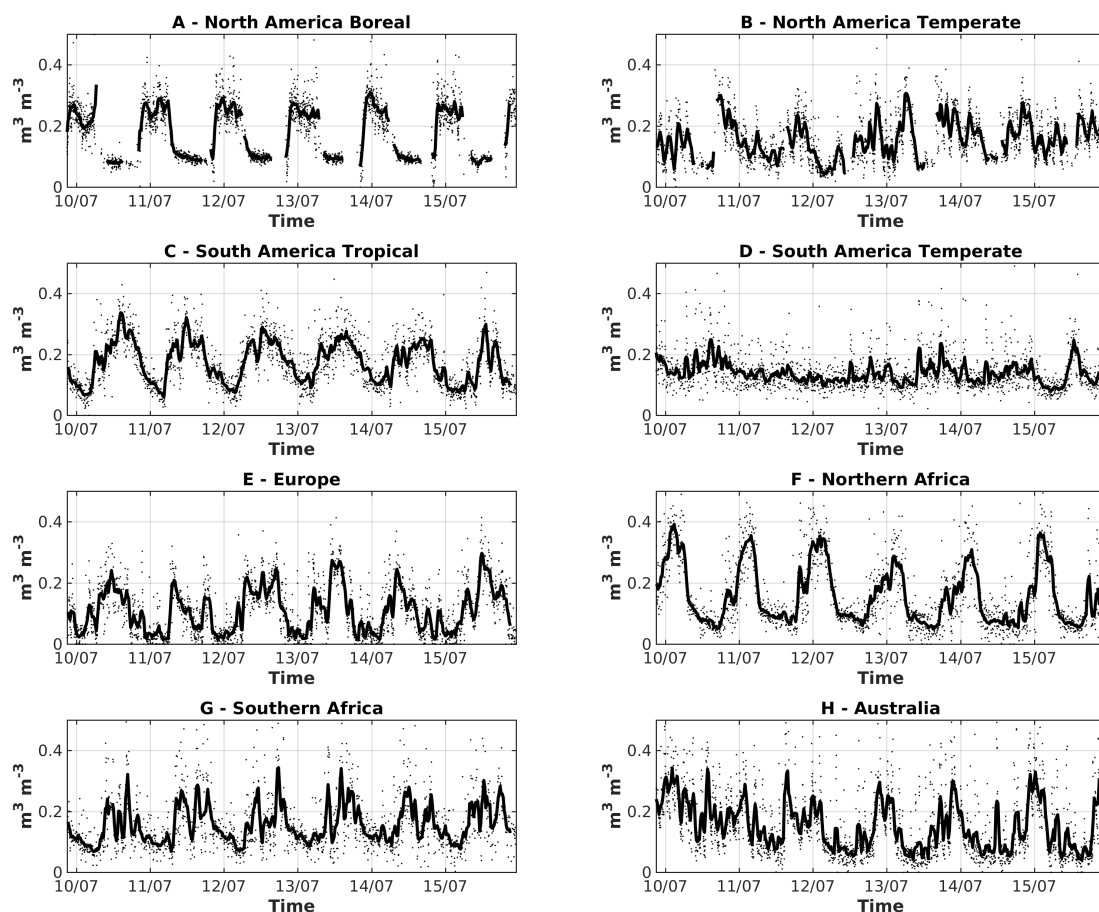 A - North America Boreal
B - North America Temperate
m³ m⁻³
0.4
0.2
0
10/07 11/07 12/07 13/07 14/07 15/07
Time
m³ m⁻³
0.4
0.2
0
10/07 11/07 12/07 13/07 14/07 15/07
Time
C - South America Tropical
D - South America Temperate
m³ m⁻³
0.4
0.2
0
10/07 11/07 12/07 13/07 14/07 15/07
Time
m³ m⁻³
0.4
0.2
0
10/07 11/07 12/07 13/07 14/07 15/07
Time
E - Europe
F - Northern Africa
m³ m⁻³
0.4
0.2
0
10/07 11/07 12/07 13/07 14/07 15/07
Time
m³ m⁻³
0.4
0.2
0
10/07 11/07 12/07 13/07 14/07 15/07
Time
G - Southern Africa
H - Australia
m³ m⁻³
0.4
0.2
0
10/07 11/07 12/07 13/07 14/07 15/07
Time
m³ m⁻³
0.4
0.2
0
10/07 11/07 12/07 13/07 14/07 15/07
Time